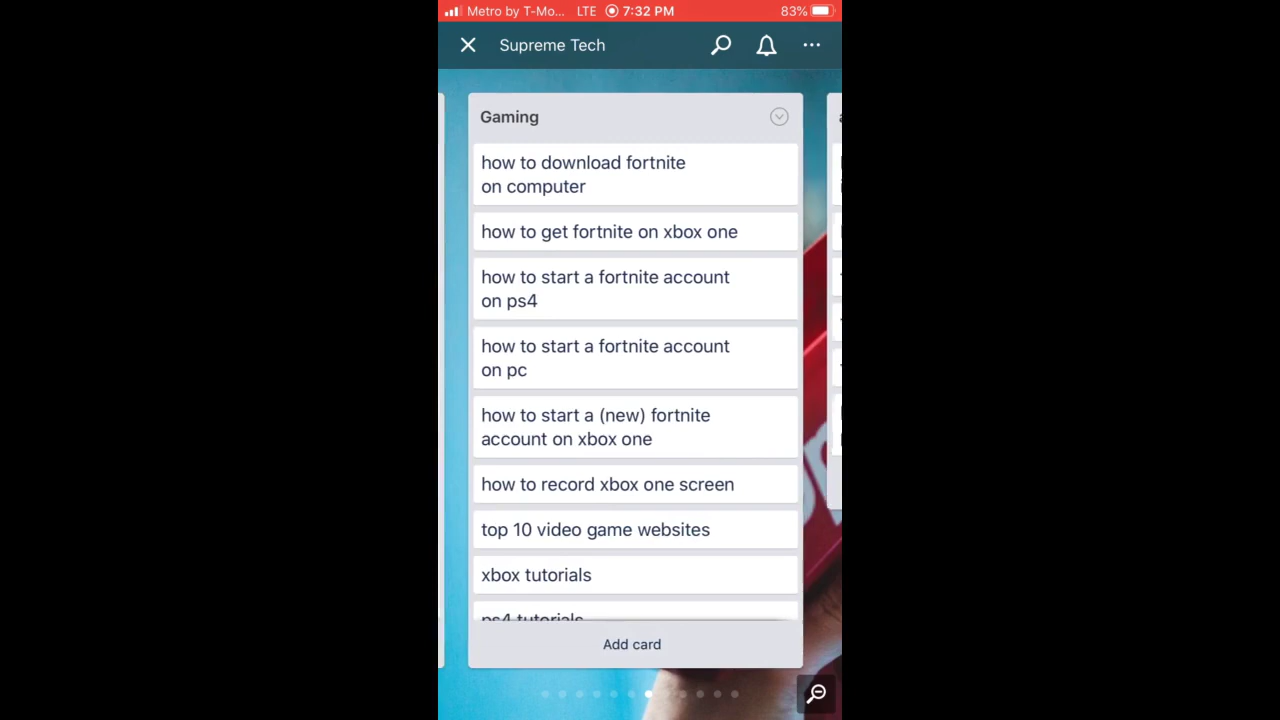 Metro by T-Mo... LTE 7:32 PM 83%
Supreme Tech
Gaming
how to download fortnite
on computer
how to get fortnite on xbox one
how to start a fortnite account
on ps4
how to start a fortnite account
on pc
how to start a (new) fortnite
account on xbox one
how to record xbox one screen
top 10 video game websites
xbox tutorials
ps4 tutorials
Add card